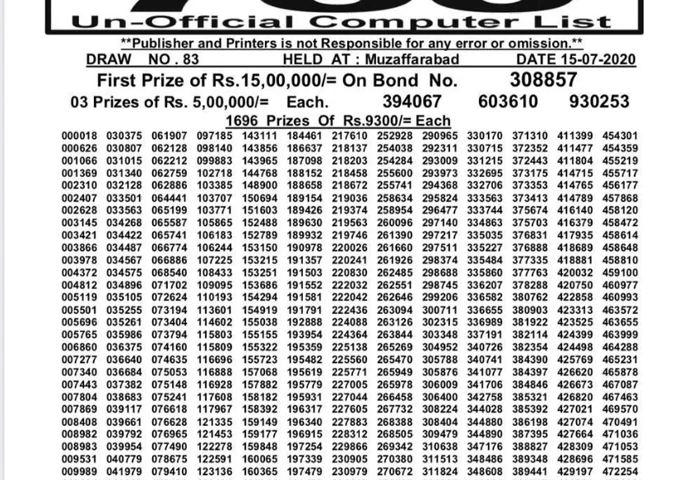 Un-Official Computer List
**Publisher and Printers is not Responsible for any error or omission.**
DRAW NO . 83 HELD AT : Muzaffarabad DATE 15-07-2020
First Prize of Rs.15,00,000/= On Bond No. 308857
03 Prizes of Rs. 5,00,000/= Each. 394067 603610 930253
1696 Prizes Of Rs.9300/= Each
000018 030375 061907 097185 143111 184461 217610 252928 290965 330170 371310 411399 454301
000626 030807 062128 098140 143856 186637 218137 254038 292311 330715 372352 411477 454359
001066 031015 062212 099883 143965 187098 218203 254284 293009 331215 372443 411804 455219
001369 031340 062759 102718 144768 188152 218458 255600 293973 332695 373175 414715 455717
002310 032128 062886 103385 148900 188658 218672 255741 294368 332706 373353 414765 456177
002407 033501 064441 103707 150694 189154 219036 258634 295824 333563 373413 414789 457868
002628 033563 065199 103771 151603 189426 219374 258954 296477 333744 375674 416140 458120
003145 034268 065587 105865 152488 189630 219563 260096 297140 334863 375703 416379 458472
003421 034422 065741 106183 152789 189932 219746 261390 297217 335035 376831 417935 458614
003866 034487 066774 106244 153150 190978 220026 261660 297511 335227 376888 418689 458648
003978 034567 066886 107225 153215 191357 220241 261926 298374 335484 377335 418881 458810
004372 034575 068540 108433 153251 191503 220830 262485 298688 335860 377763 420032 459100
004812 034896 071702 109095 153686 191552 222032 262551 298745 336207 378288 420750 460977
005119 035105 072624 110193 154294 191581 222042 262646 299206 336582 380762 422858 460993
005501 035255 073194 113601 154919 191791 222436 263094 300711 336655 380903 423313 463572
005696 035261 073404 114602 155038 192888 224088 263126 302315 336989 381922 423525 463655
005765 035986 073794 115803 155155 193954 224364 263844 303348 337191 382114 424399 463999
006860 036375 074160 115809 155322 195359 225138 265269 304952 340726 382354 424498 464288
007277 036640 074635 116696 155723 195482 225560 265470 305788 340741 384390 425769 465231
007340 036684 075053 116888 157068 195619 225771 265949 305876 341077 384397 426620 465878
007443 037382 075148 116928 157882 195779 227005 265978 306009 341706 384846 426673 467087
007804 038683 075241 117608 158182 195931 227044 266458 306400 342758 385321 426820 467463
007869 039117 076618 117967 158392 196317 227605 267732 308224 344028 385392 427021 469570
008408 039661 076628 121335 159149 196340 227883 268388 308404 344880 386198 427074 470491
008982 039792 076965 121453 159177 196915 228312 268505 309479 344890 387395 427664 471036
008983 039954 077490 122278 159848 197254 229866 269342 310638 347176 388827 428309 471053
009531 040779 078675 122591 160065 197339 230905 270380 311513 348486 389348 428696 471585
009989 041979 079410 123136 160365 197479 230979 270672 311824 348608 389441 429197 472254